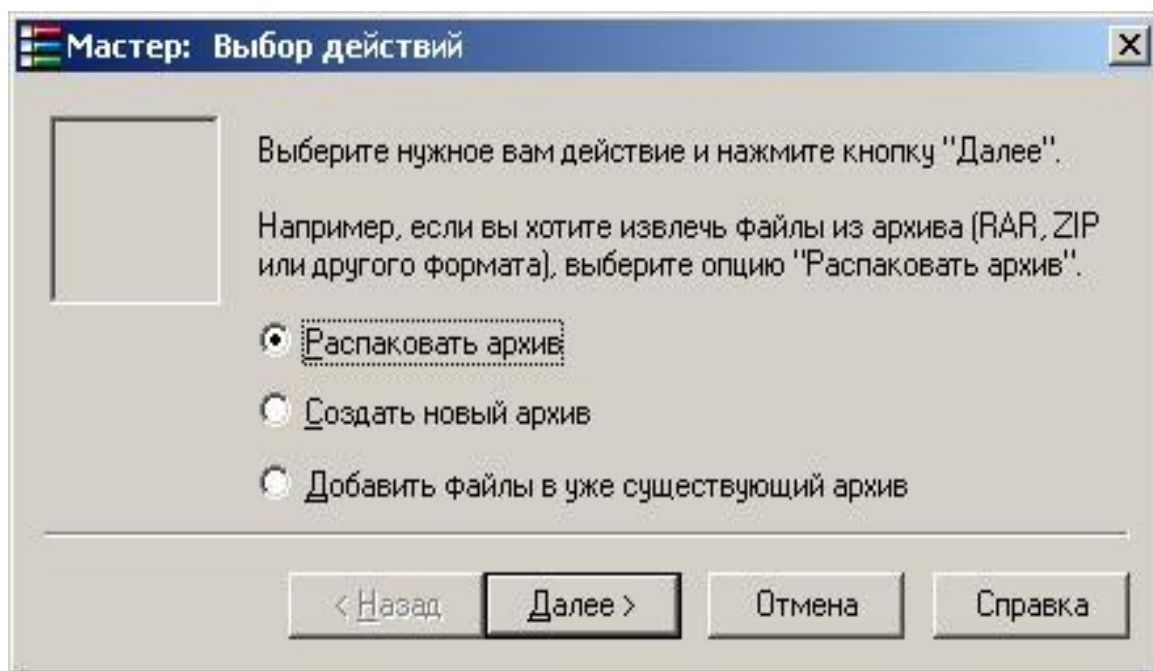 Мастер: Выбор действий
Выберите нужное вам действие и нажмите кнопку "Далее".
Например, если вы хотите извлечь файлы из архива (RAR, ZIP
или другого формата), выберите опцию "Распаковать архив".
Распаковать архив
Создать новый архив
Добавить файлы в уже существующий архив
< Назад Далее > Отмена Справка